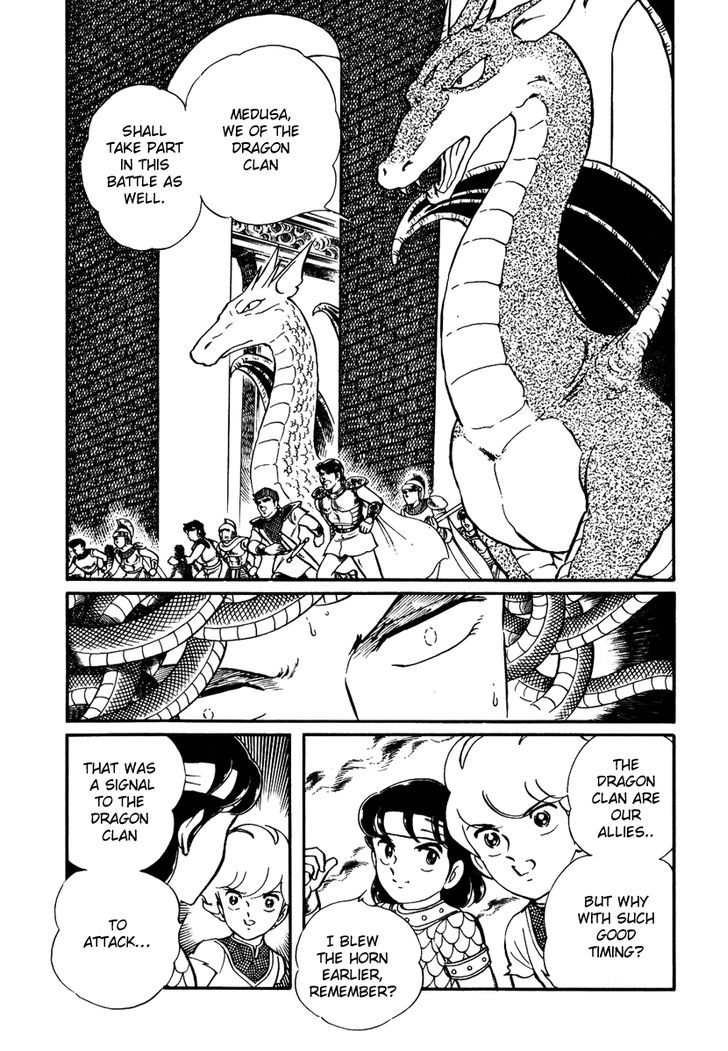 MEDUSA,
WE OF THE
DRAGON
CLAN
SHALL
TAKE PART
IN THIS
BATTLE AS
WELL.
THE
DRAGON
CLAN ARE
OUR
ALLIES..
BUT WHY
WITH SUCH
GOOD
TIMING?
I BLEW
THE HORN
EARLIER,
REMEMBER?
THAT WAS
A SIGNAL
TO THE
DRAGON
CLAN
TO
ATTACK...